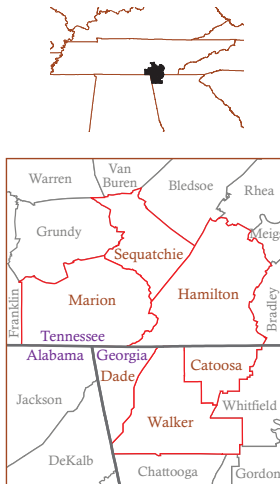 Warren
Van
Buren
Bledsoe
Rhea
Meigs
Grundy
Sequatchie
Franklin
Marion
Hamilton
Bradley
Tennessee
Alabama
Georgia
Dade
Catoosa
Jackson
Whitfield
Walker
DeKalb
Chattooga
Gordon